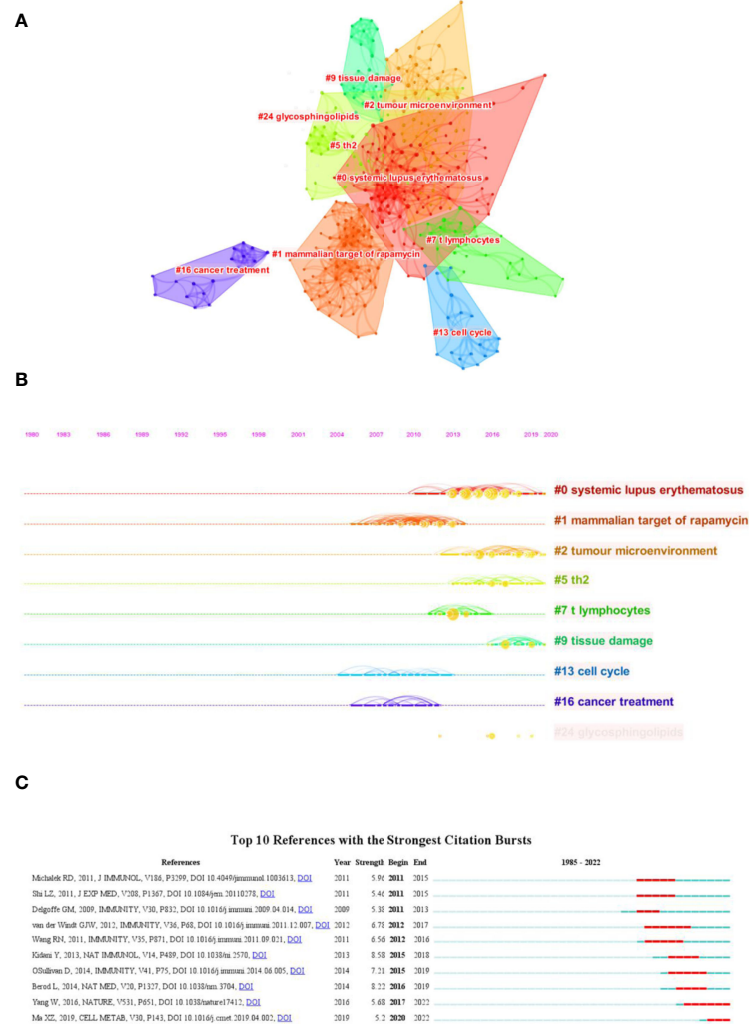 A
#9 tissue damage
#2 tumour microenvironment
#24 glycosphingolipids
#5 th2
#0 systemic lupus erythematosus
#7 t lymphocytes
#1 mammalian target of rapamycin
#16 cancer treatment
#13 cell cycle
B
1980 1983 1986 1989 1992 1995 1998 2001 2004 2007 2010 2013 2016 2019 2020
#0 systemic lupus erythematosus
#1 mammalian target of rapamycin
#2 tumour microenvironment
#5 th2
#7 t lymphocytes
#9 tissue damage
#13 cell cycle
#16 cancer treatment
#24 glycosphingolipids
C
Top 10 References with the Strongest Citation Bursts
References Year Strength Begin End 1985 - 2022
Michalek RD, 2011, J IMMUNOL, V186, P3299, DOI 10.4049/jimmunol.1003613, DOI 2011 2011 2015
Shi LZ, 2011, J EXP MED, V208, P1367, DOI 10.1084/jem.20110278, DOI 2011 2011 2015
Delgoffe GM, 2009, IMMUNITY, V30, P832, DOI 10.1016/j.immuni.2009.04.014, DOI 2009 2011 2013
van der Windt GJW, 2012, IMMUNITY, V36, P68, DOI 10.1016/j.immuni.2011.12.007, DOI 2012 2012 2017
Wang RN, 2011, IMMUNITY, V35, P871, DOI 10.1016/j.immuni.2011.09.021, DOI 2011 6.56 2012 2016
Kidani Y, 2013, NAT IMMUNOL, V14, P489, DOI 10.1038/ni.2570, DOI 2013 8.58 2015 2018
OSullivan D, 2014, IMMUNITY, V41, P75, DOI 10.1016/j.immuni.2014.06.005, DOI 2014 7.21 2015 2019
Berod L, 2014, NAT MED, V20, P1327, DOI 10.1038/nm.3704, DOI 2014 8.22 2016 2019
Yang W, 2016, NATURE, V531, P651, DOI 10.1038/nature17412, DOI 2016 5.68 2017 2022
Ma XZ, 2019, CELL METAB, V30, P143, DOI 10.1016/j.cmet.2019.04.002, DOI 2019 5.2 2020 2022